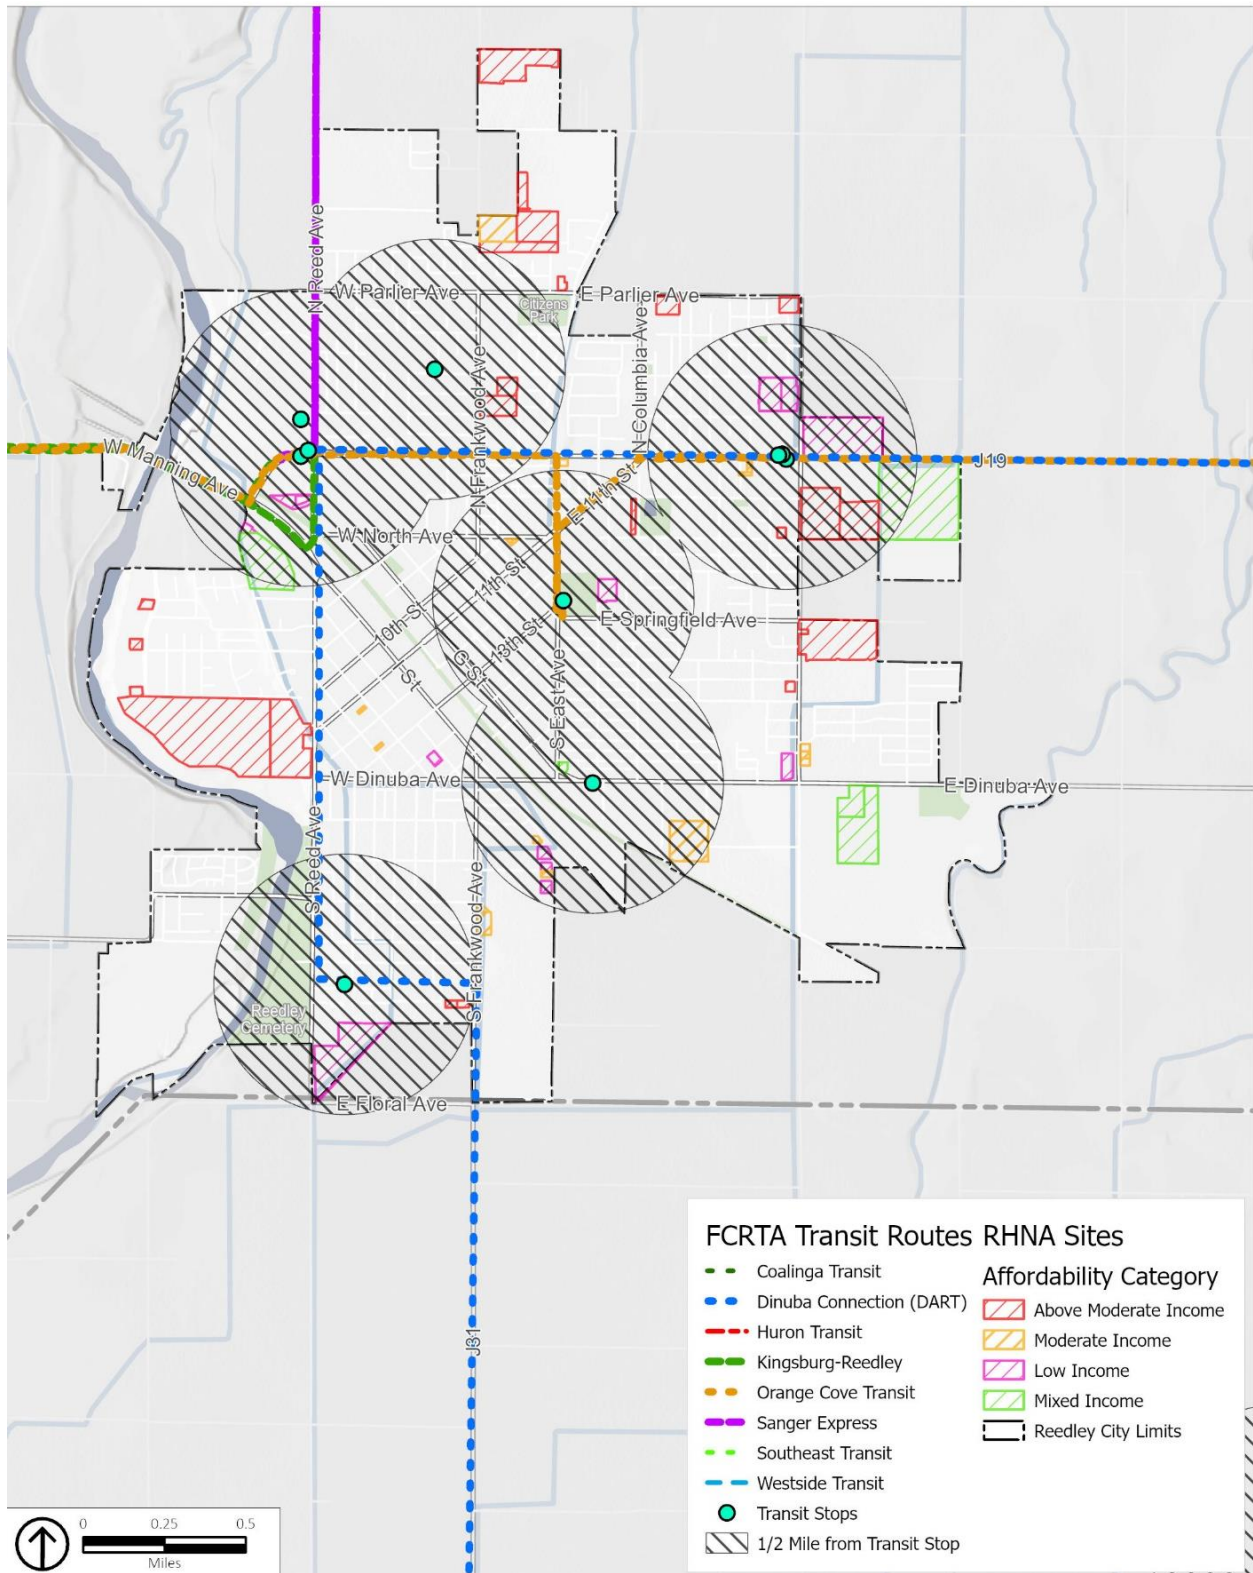 N Reed Ave
W Parlier Ave
E Parlier Ave
Citizens
Park
N Columbia Ave
N Frankwood Ave
W Manning Ave
J19
E 11th St
W North Ave
11th St
10th St
13th St
G St
St
E Springfield Ave
S East Ave
W Dinuba Ave
E Dinuba Ave
S Reed Ave
S Frankwood Ave
Reedley
Cemetery
E Floral Ave
J31
FCRTA Transit Routes
Coalinga Transit
Dinuba Connection (DART)
Huron Transit
Kingsburg-Reedley
Orange Cove Transit
Sanger Express
Southeast Transit
Westside Transit
Transit Stops
1/2 Mile from Transit Stop
RHNA Sites
Affordability Category
Above Moderate Income
Moderate Income
Low Income
Mixed Income
Reedley City Limits
0 0.25 0.5
Miles